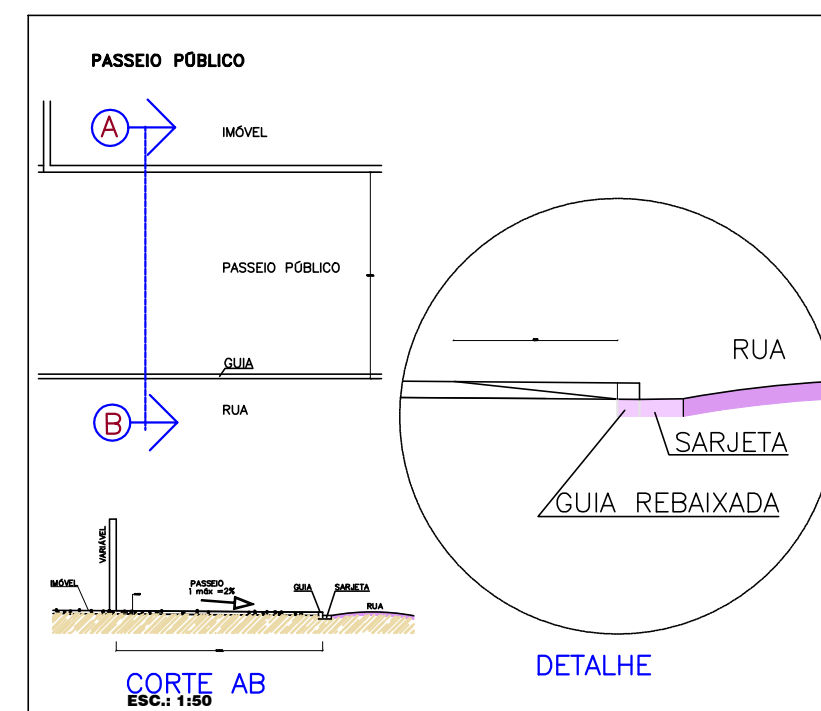 PASSEIO PÚBLICO
A
IMÓVEL
PASSEIO PÚBLICO
GUIA
B
RUA
RUA
SARJETA
GUIA REBAIXADA
DETALHE
VARIÁVEL
IMÓVEL
PASSEIO
i máx =2%
GUIA
SARJETA
RUA
CORTE AB
ESC.: 1:50